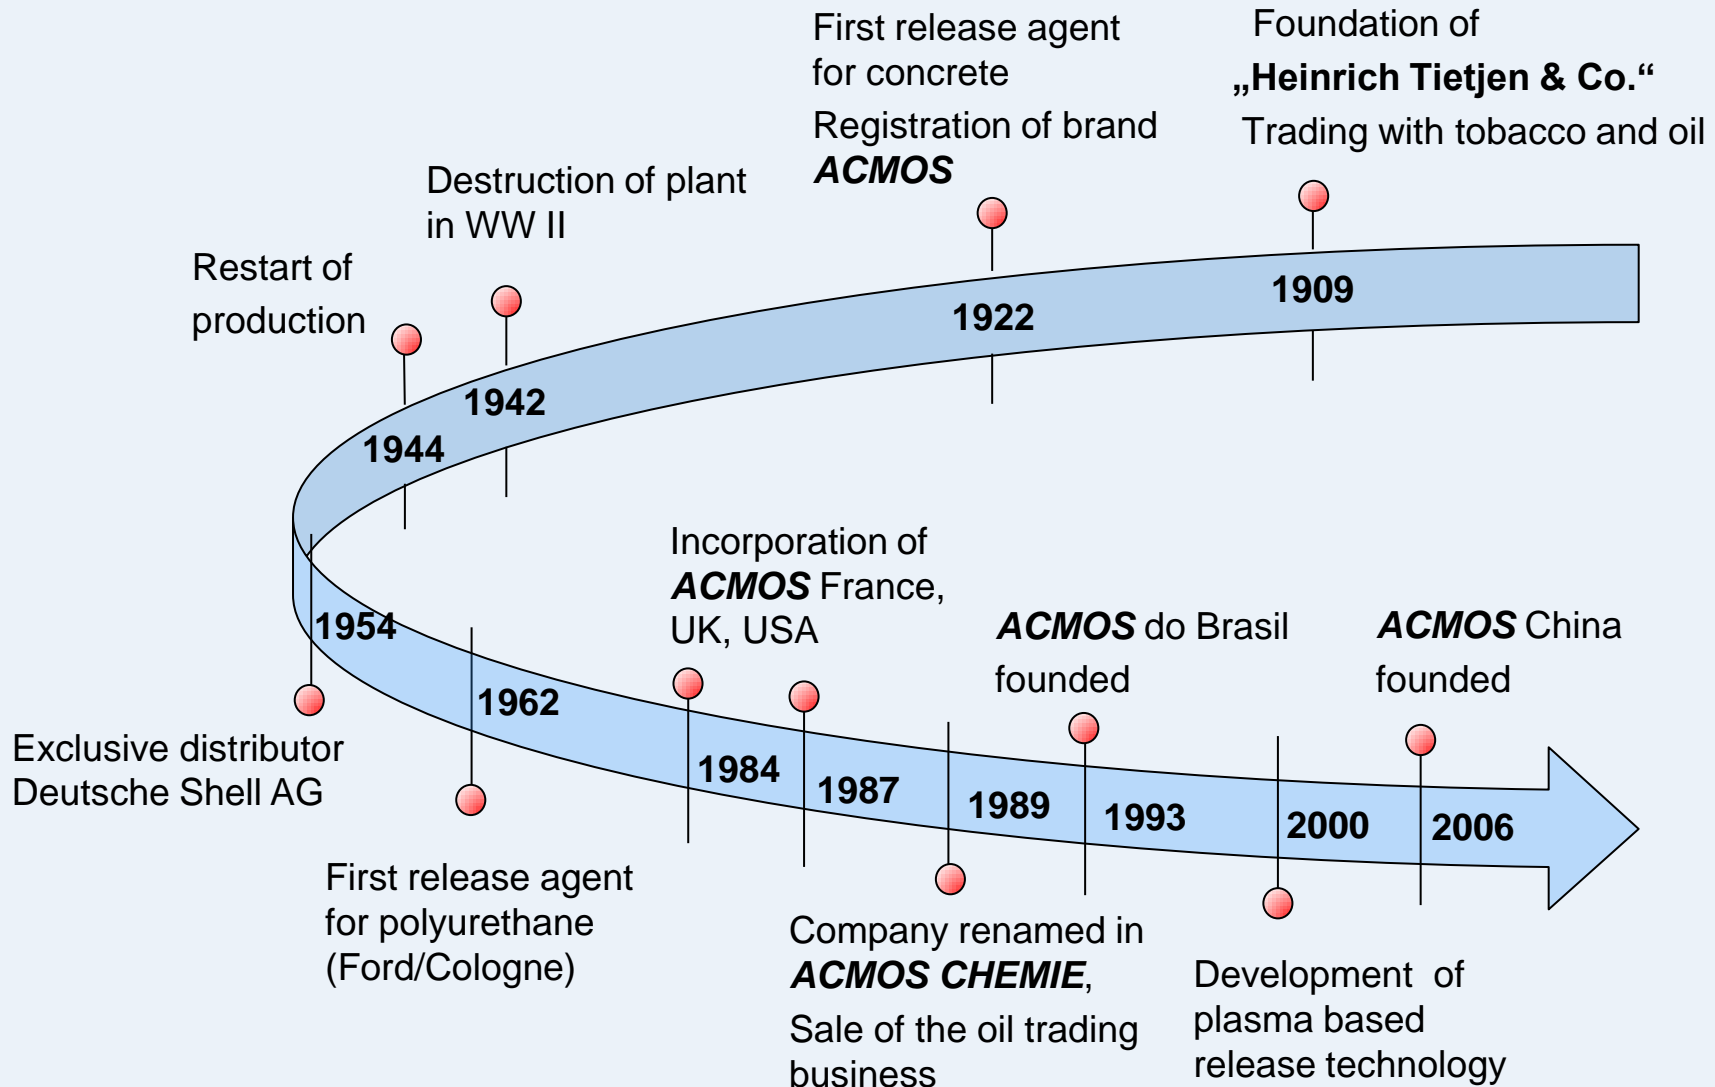 First release agent
for concrete
Registration of brand
ACMOS
Foundation of
„Heinrich Tietjen & Co.“
Trading with tobacco and oil
Destruction of plant
in WW II
Restart of
production
1909
1922
1942
1944
Incorporation of
ACMOS France,
UK, USA
ACMOS do Brasil
founded
ACMOS China
founded
1954
1962
1984
1987
1989
1993
2000
2006
Exclusive distributor
Deutsche Shell AG
First release agent
for polyurethane
(Ford/Cologne)
Company renamed in
ACMOS CHEMIE,
Sale of the oil trading
business
Development of
plasma based
release technology